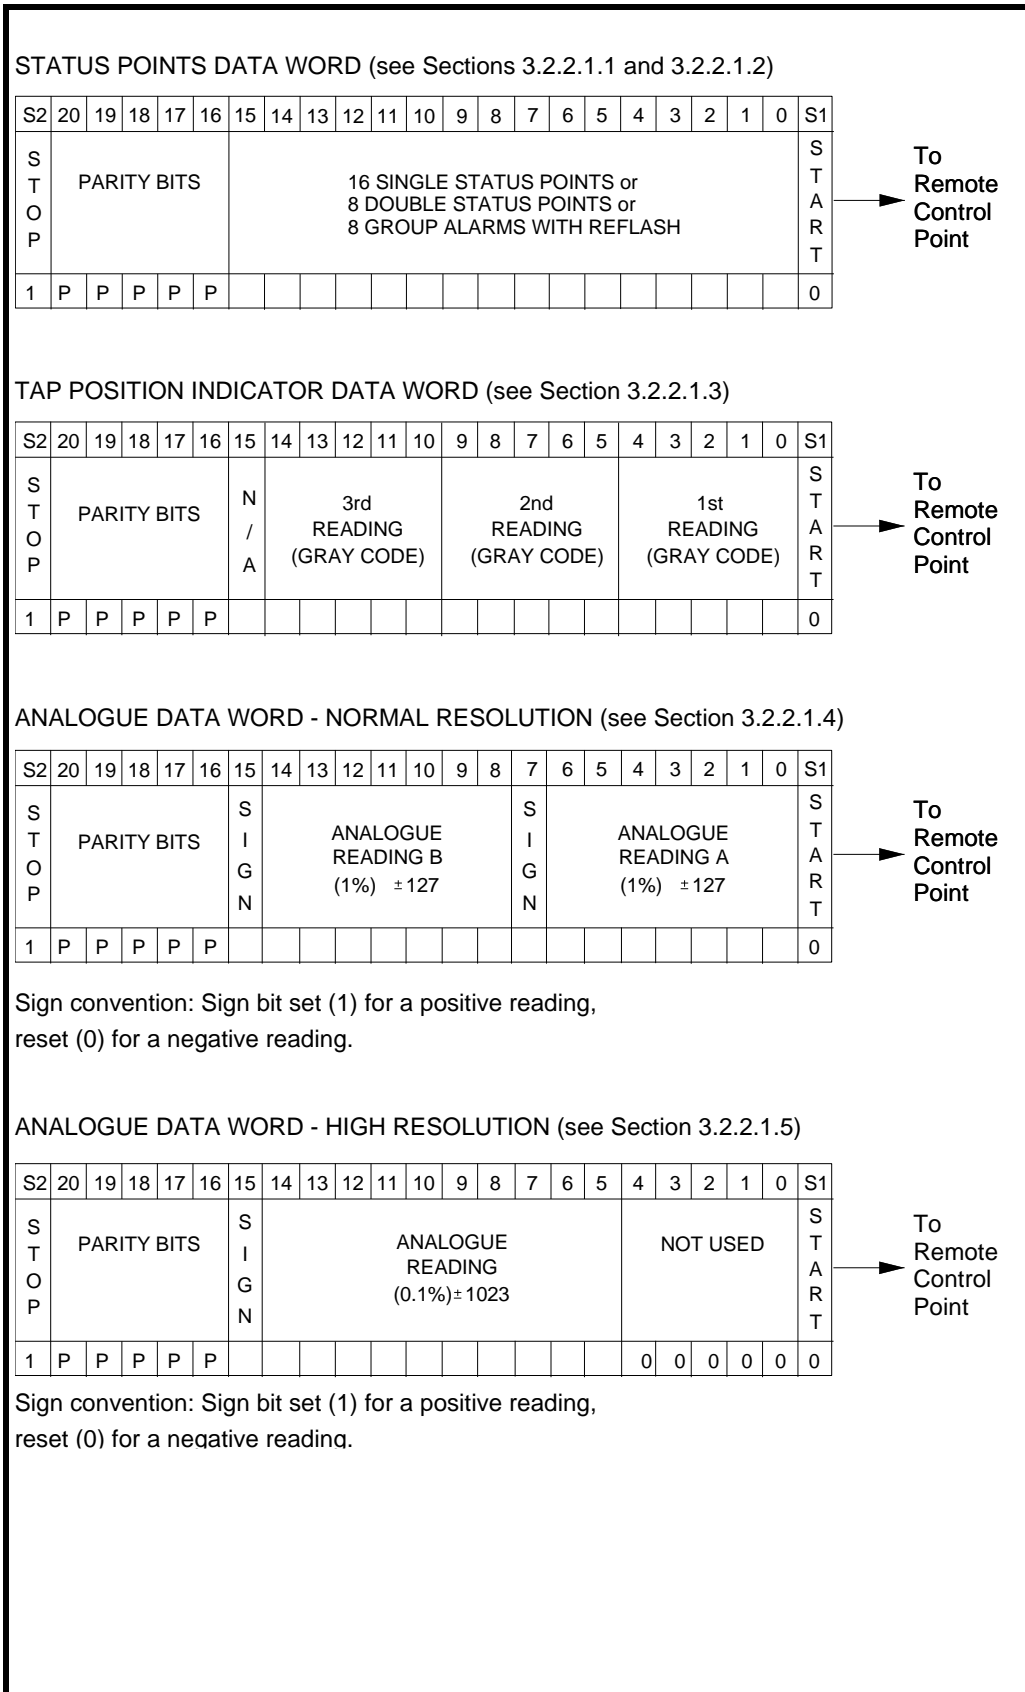 STATUS POINTS DATA WORD (see Sections 3.2.2.1.1 and 3.2.2.1.2)
S2 20 19 18 17 16 15 14 13 12 11 10 9 8 7 6 5 4 3 2 1 0 S1
STOP
PARITY BITS
16 SINGLE STATUS POINTS or
8 DOUBLE STATUS POINTS or
8 GROUP ALARMS WITH REFLASH
START
To
Remote
Control
Point
1 P P P P P 0
TAP POSITION INDICATOR DATA WORD (see Section 3.2.2.1.3)
S2 20 19 18 17 16 15 14 13 12 11 10 9 8 7 6 5 4 3 2 1 0 S1
STOP
PARITY BITS
N/A
3rd
READING
(GRAY CODE)
2nd
READING
(GRAY CODE)
1st
READING
(GRAY CODE)
START
To
Remote
Control
Point
1 P P P P P 0
ANALOGUE DATA WORD - NORMAL RESOLUTION (see Section 3.2.2.1.4)
S2 20 19 18 17 16 15 14 13 12 11 10 9 8 7 6 5 4 3 2 1 0 S1
STOP
PARITY BITS
SIGN
ANALOGUE
READING B
(1%) ±127
SIGN
ANALOGUE
READING A
(1%) ±127
START
To
Remote
Control
Point
1 P P P P P 0
Sign convention: Sign bit set (1) for a positive reading,
reset (0) for a negative reading.
ANALOGUE DATA WORD - HIGH RESOLUTION (see Section 3.2.2.1.5)
S2 20 19 18 17 16 15 14 13 12 11 10 9 8 7 6 5 4 3 2 1 0 S1
STOP
PARITY BITS
SIGN
ANALOGUE
READING
(0.1%)±1023
NOT USED
START
To
Remote
Control
Point
1 P P P P P 0 0 0 0 0 0
Sign convention: Sign bit set (1) for a positive reading,
reset (0) for a negative reading.